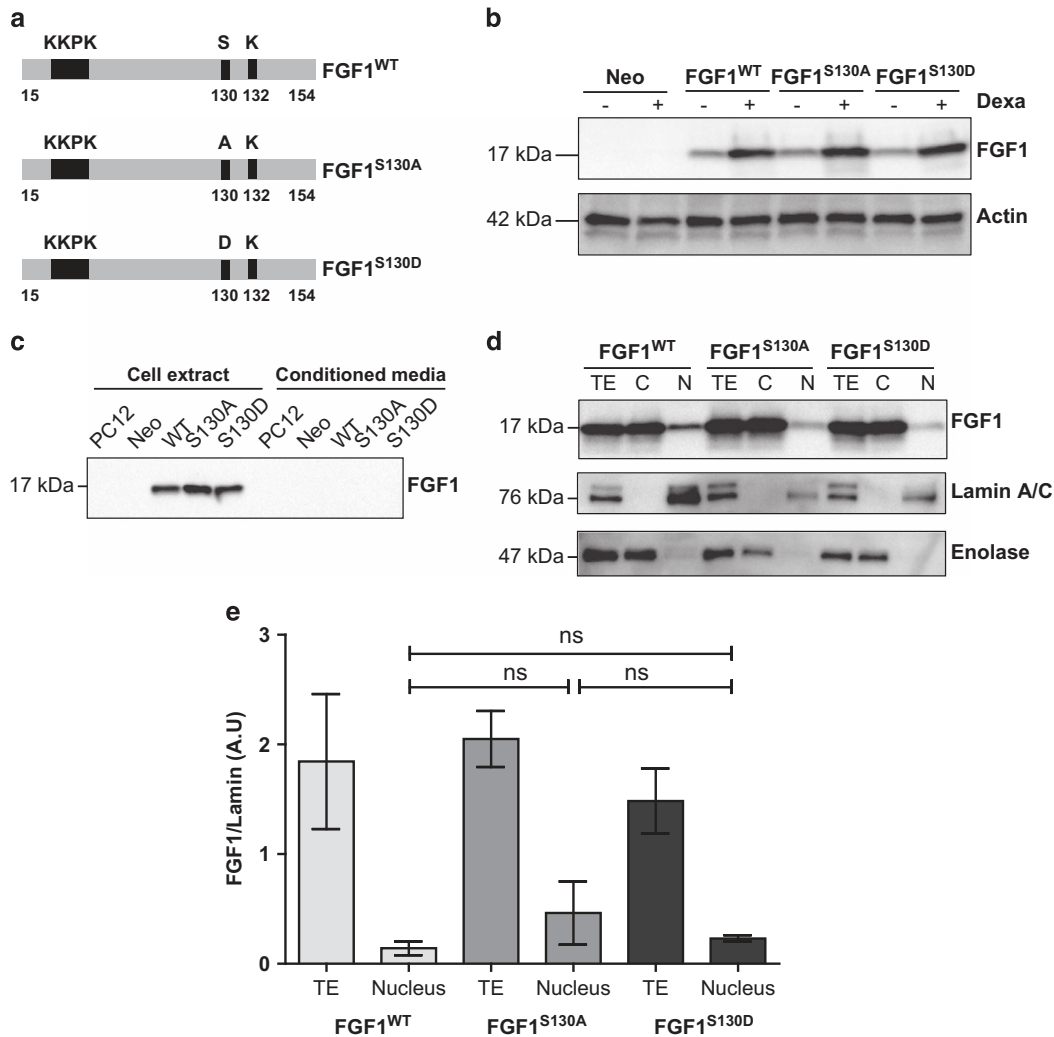 a
KKPK S K
FGF1WT
15 130 132 154
KKPK A K
FGF1S130A
15 130 132 154
KKPK D K
FGF1S130D
15 130 132 154
b
Neo FGF1WT FGF1S130A FGF1S130D
- + - + - + - + Dexa
17 kDa FGF1
42 kDa Actin
c
Cell extract Conditioned media
PC12 Neo WT S130A S130D PC12 Neo WT S130A S130D
17 kDa FGF1
d
FGF1WT FGF1S130A FGF1S130D
TE C N TE C N TE C N
17 kDa FGF1
76 kDa Lamin A/C
47 kDa Enolase
e
FGF1/Lamin (A.U)
3
2
1
0
ns
ns ns
TE Nucleus TE Nucleus TE Nucleus
FGF1WT FGF1S130A FGF1S130D